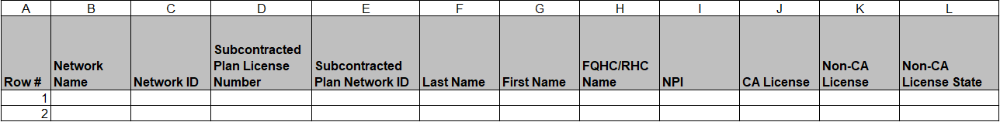 A B C D E F G H I J K L
Row # Network Name Network ID Subcontracted Plan License Number Subcontracted Plan Network ID Last Name First Name FQHC/RHC Name NPI CA License Non-CA License Non-CA License State
1
2